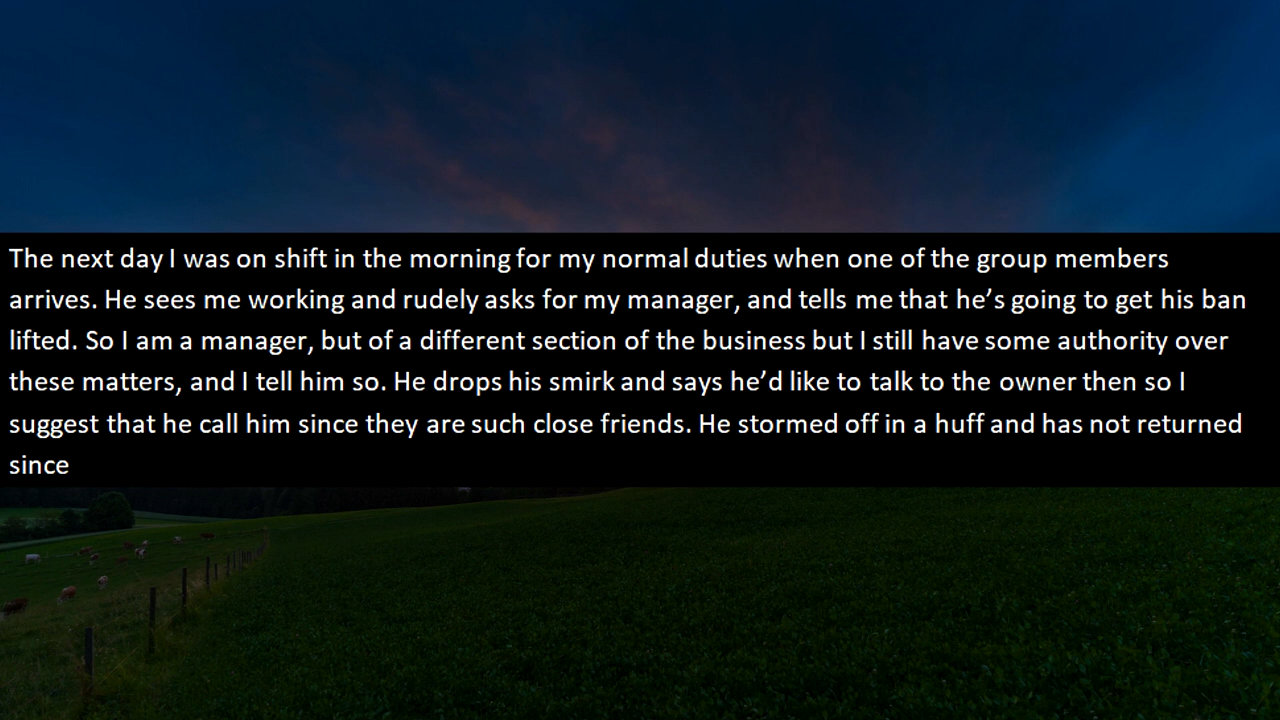 The next day I was on shift in the morning for my normal duties when one of the group members
arrives. He sees me working and rudely asks for my manager, and tells me that he’s going to get his ban
lifted. So I am a manager, but of a different section of the business but I still have some authority over
these matters, and I tell him so. He drops his smirk and says he’d like to talk to the owner then so I
suggest that he call him since they are such close friends. He stormed off in a huff and has not returned
since